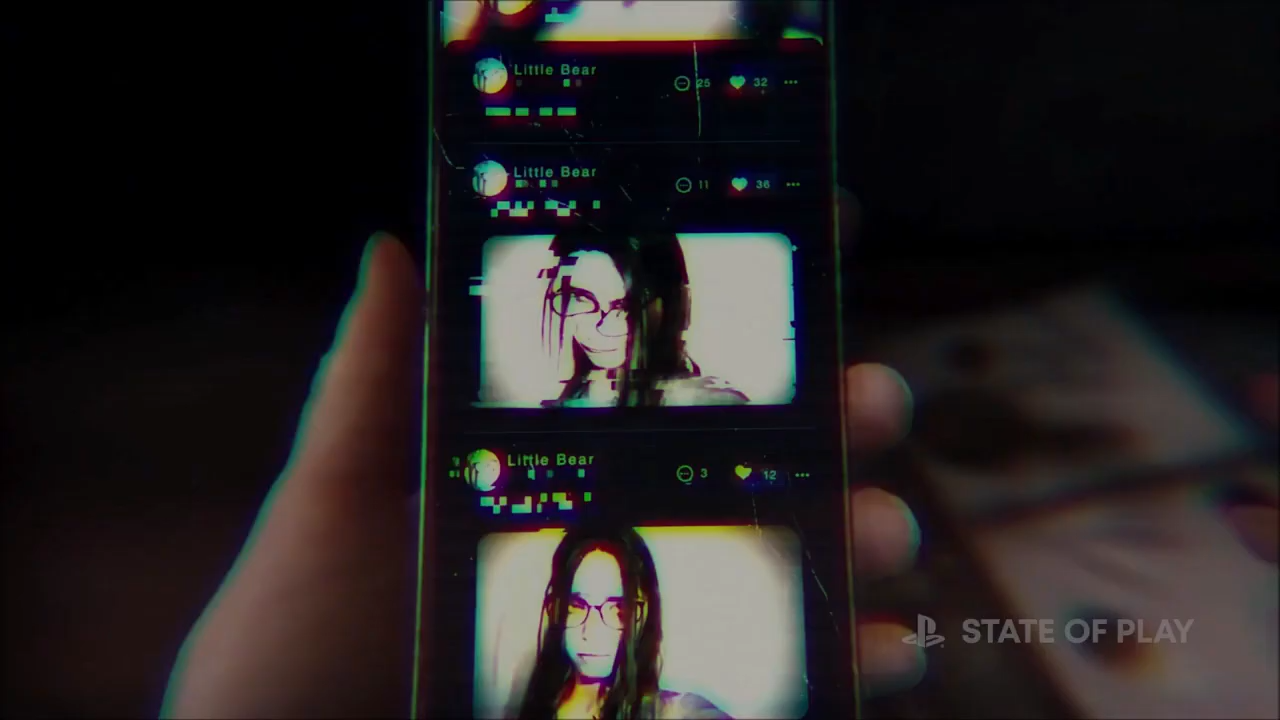 Little Bear
25 32 •••
Little Bear
11 36 •••
Little Bear
3 12 •••
STATE OF PLAY